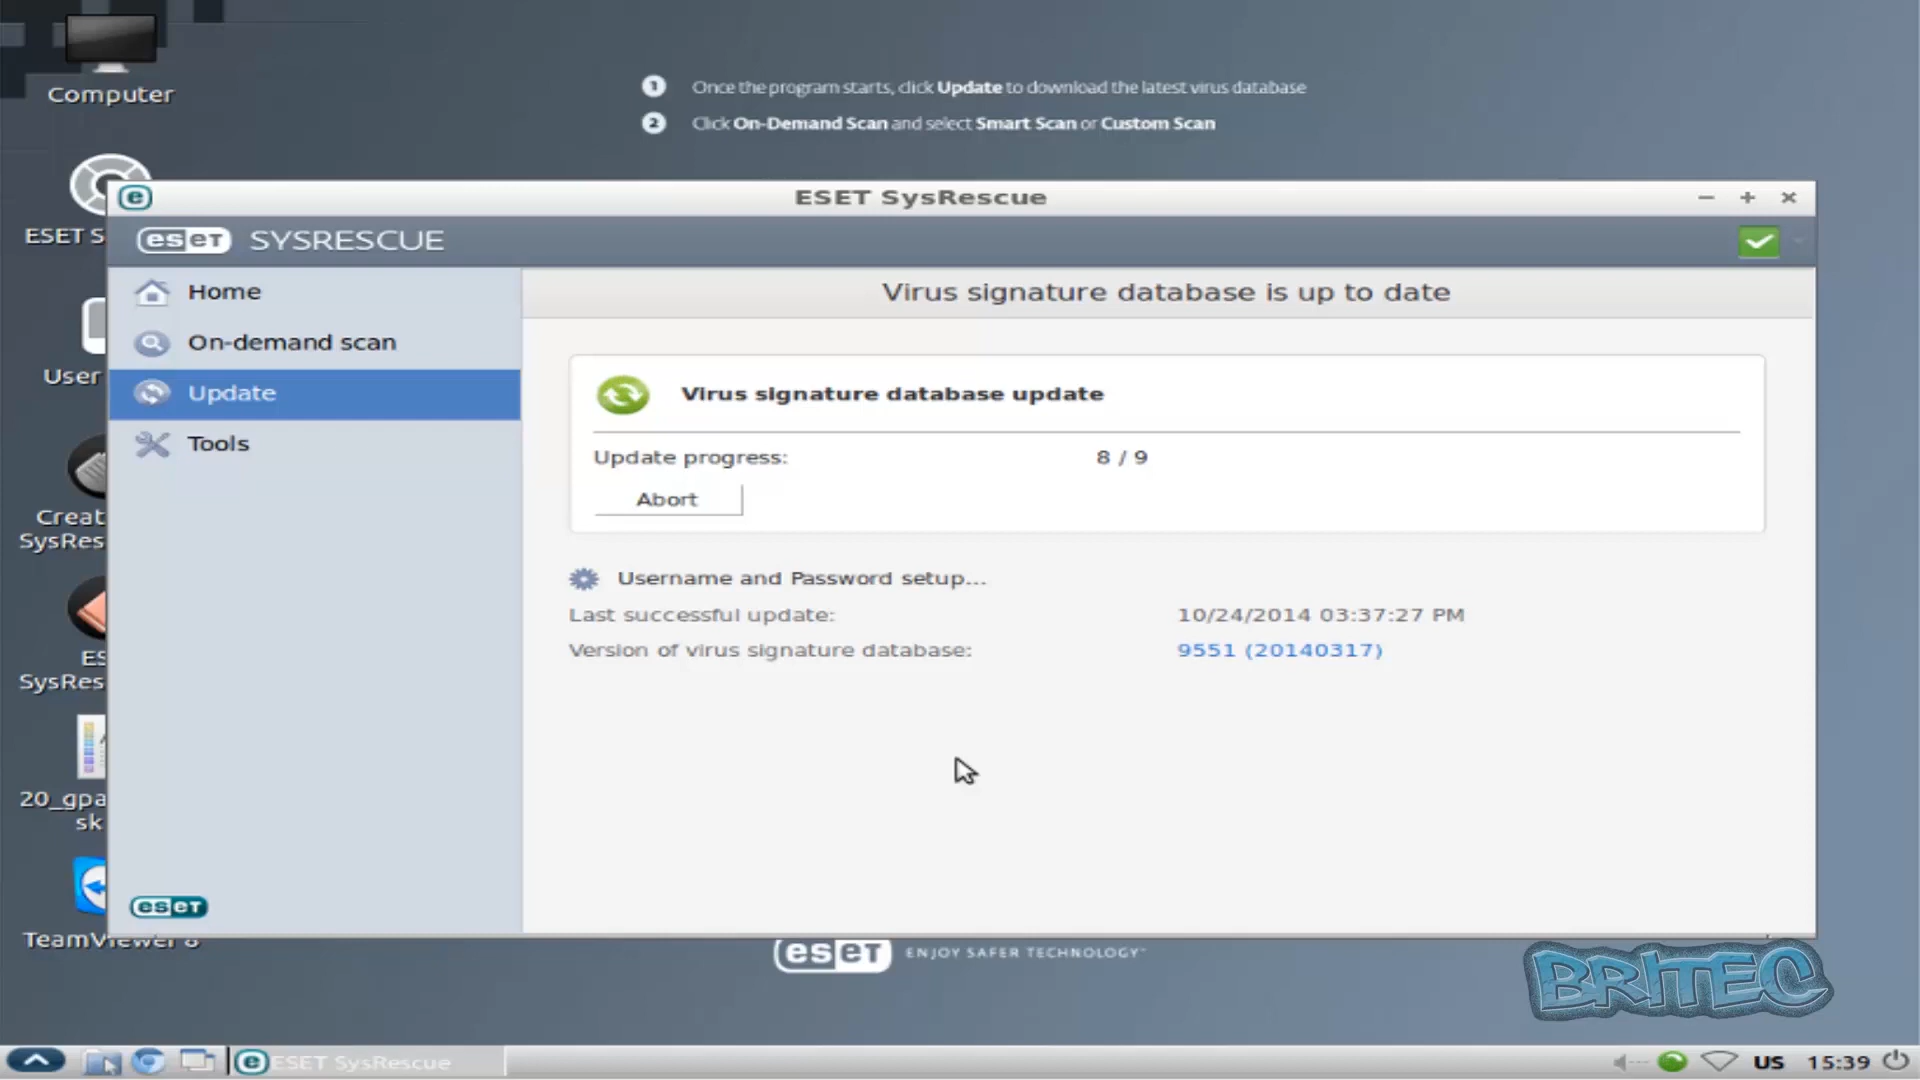 Computer
1 Once the program starts, click Update to download the latest virus database
2 Click On-Demand Scan and select Smart Scan or Custom Scan
ESET SysRescue
ESET S
eset SYSRESCUE
Home
Virus signature database is up to date
On-demand scan
User
Update
Virus signature database update
Tools
Update progress: 8 / 9
Abort
Creat
SysRes
Username and Password setup...
Last successful update: 10/24/2014 03:37:27 PM
Version of virus signature database: 9551 (20140317)
ES
SysRes
20_gpa
sk
eset
TeamViewer 8
eset ENJOY SAFER TECHNOLOGY™
BRITEC
ESET SysRescue
US 15:39